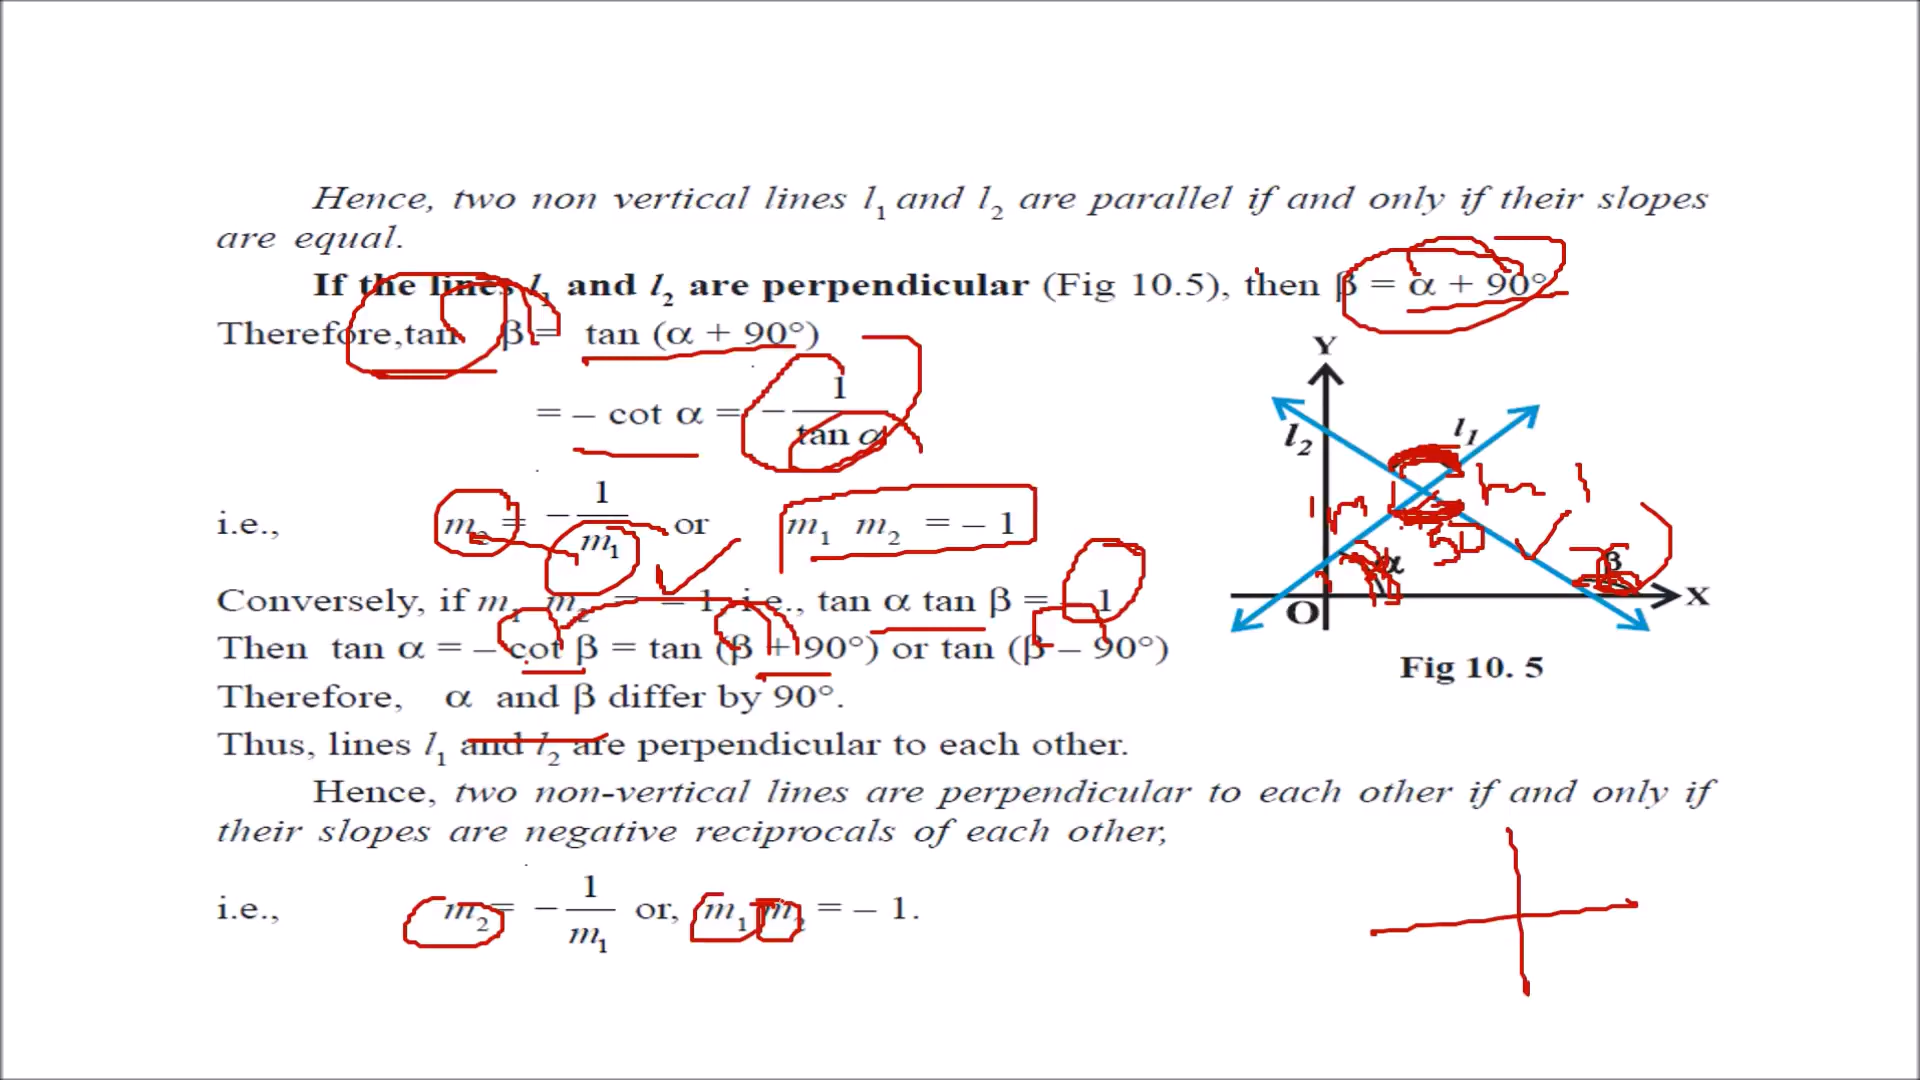 Hence, two non vertical lines l₁ and l₂ are parallel if and only if their slopes
are equal.
If the lines l₁ and l₂ are perpendicular (Fig 10.5), then β = α + 90°.
Therefore,tan β = tan (α + 90°)
= – cot α = – 1/tan α
i.e., m₂ = – 1/m₁ or m₁ m₂ = – 1
Conversely, if m₁ m₂ = – 1, i.e., tan α tan β = – 1.
Then tan α = – cot β = tan (β + 90°) or tan (β – 90°)
Therefore, α and β differ by 90°.
Thus, lines l₁ and l₂ are perpendicular to each other.
Hence, two non-vertical lines are perpendicular to each other if and only if
their slopes are negative reciprocals of each other,
i.e., m₂ = – 1/m₁ or, m₁ m₂ = – 1.
Y
l₂
l₁
α
β
O
X
Fig 10. 5